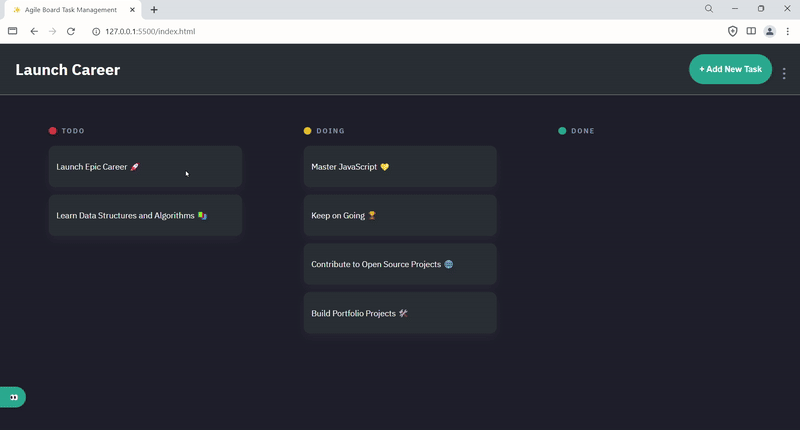 ✨ Agile Board Task Management
127.0.0.1:5500/index.html
Launch Career
+ Add New Task
TODO
DOING
DONE
Launch Epic Career 🚀
Master JavaScript 💛
Learn Data Structures and Algorithms 📚
Keep on Going 🏆
Contribute to Open Source Projects 🌐
Build Portfolio Projects 🛠️